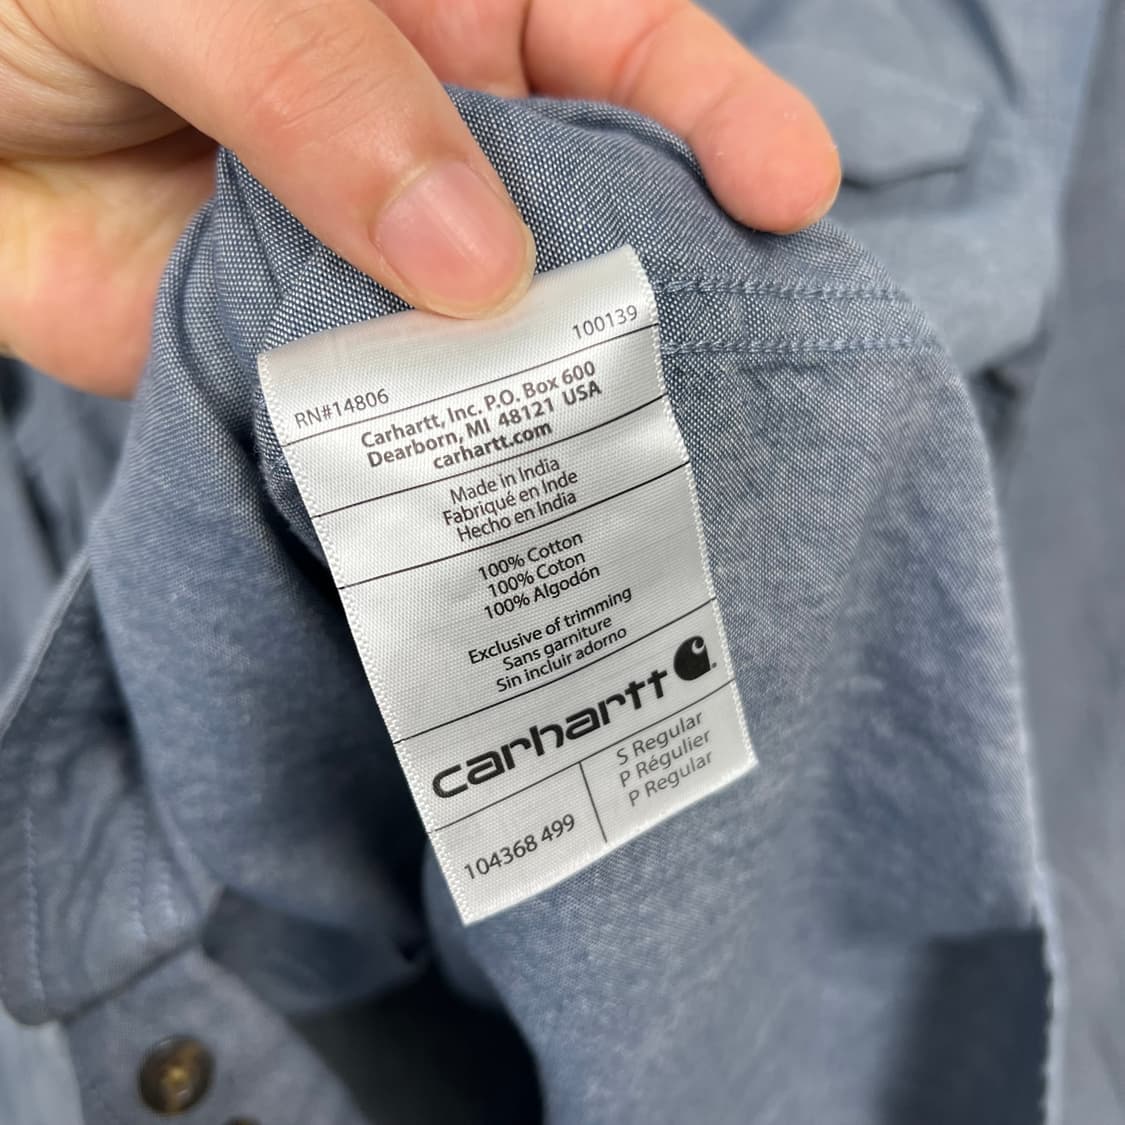 100139
RN#14806
Carhartt, Inc. P.O. Box 600
Dearborn, MI 48121 USA
carhartt.com
Made in India
Fabriqué en Inde
Hecho en India
100% Cotton
100% Coton
100% Algodón
Exclusive of trimming
Sans garniture
Sin incluir adorno
carhartt
S Regular
P Régulier
P Regular
104368 499